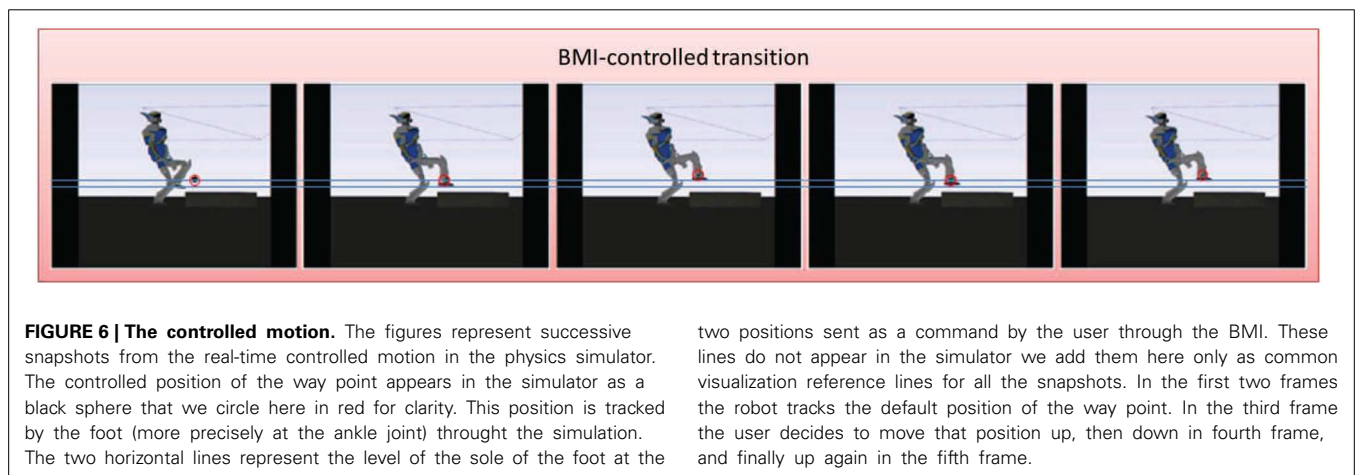 BMI-controlled transition
FIGURE 6 | The controlled motion. The figures represent successive
snapshots from the real-time controlled motion in the physics simulator.
The controlled position of the way point appears in the simulator as a
black sphere that we circle here in red for clarity. This position is tracked
by the foot (more precisely at the ankle joint) throught the simulation.
The two horizontal lines represent the level of the sole of the foot at the
two positions sent as a command by the user through the BMI. These
lines do not appear in the simulator we add them here only as common
visualization reference lines for all the snapshots. In the first two frames
the robot tracks the default position of the way point. In the third frame
the user decides to move that position up, then down in fourth frame,
and finally up again in the fifth frame.